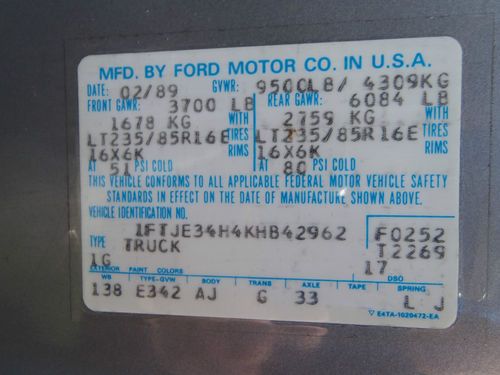 MFD. BY FORD MOTOR CO. IN U.S.A.
DATE: 02/89 GVWR: 9500LB/ 4309KG
FRONT GAWR: 3700 LB REAR GAWR: 6084 LB
1678 KG WITH 2759 KG WITH
LT235/85R16E TIRES LT235/85R16E TIRES
16X6K RIMS 16X6K RIMS
AT 51 PSI COLD AT 80 PSI COLD
THIS VEHICLE CONFORMS TO ALL APPLICABLE FEDERAL MOTOR VEHICLE SAFETY
STANDARDS IN EFFECT ON THE DATE OF MANUFACTURE SHOWN ABOVE.
VEHICLE IDENTIFICATION NO.
1FTJE34H4KHB42962 F0252
TYPE TRUCK T2269
1G 17
EXTERIOR PAINT COLORS DSO
WB TYPE-GVW BODY TRANS AXLE TAPE SPRING
138 E342 AJ G 33 L J
▽ E4TA-1020472-EA